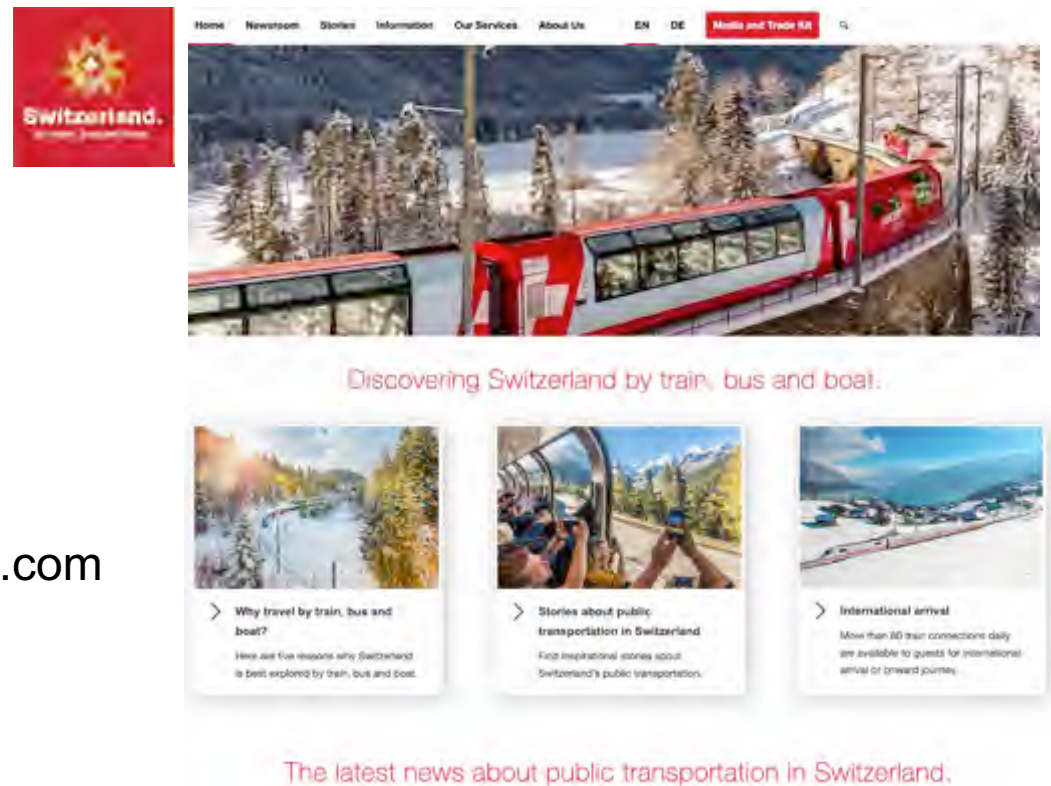 Home Newsroom Stories Information Our Services About Us EN DE Media and Trade Kit
Switzerland.
Discovering Switzerland by train, bus and boat.
.com
Why travel by train, bus and
boat?
Here are five reasons why Switzerland
is best explored by train, bus and boat.
Stories about public
transportation in Switzerland
Find inspirational stories about
Switzerland's public transportation.
International arrival
More than 80 train connections daily
are available to guests for international
arrival or onward journey.
The latest news about public transportation in Switzerland.